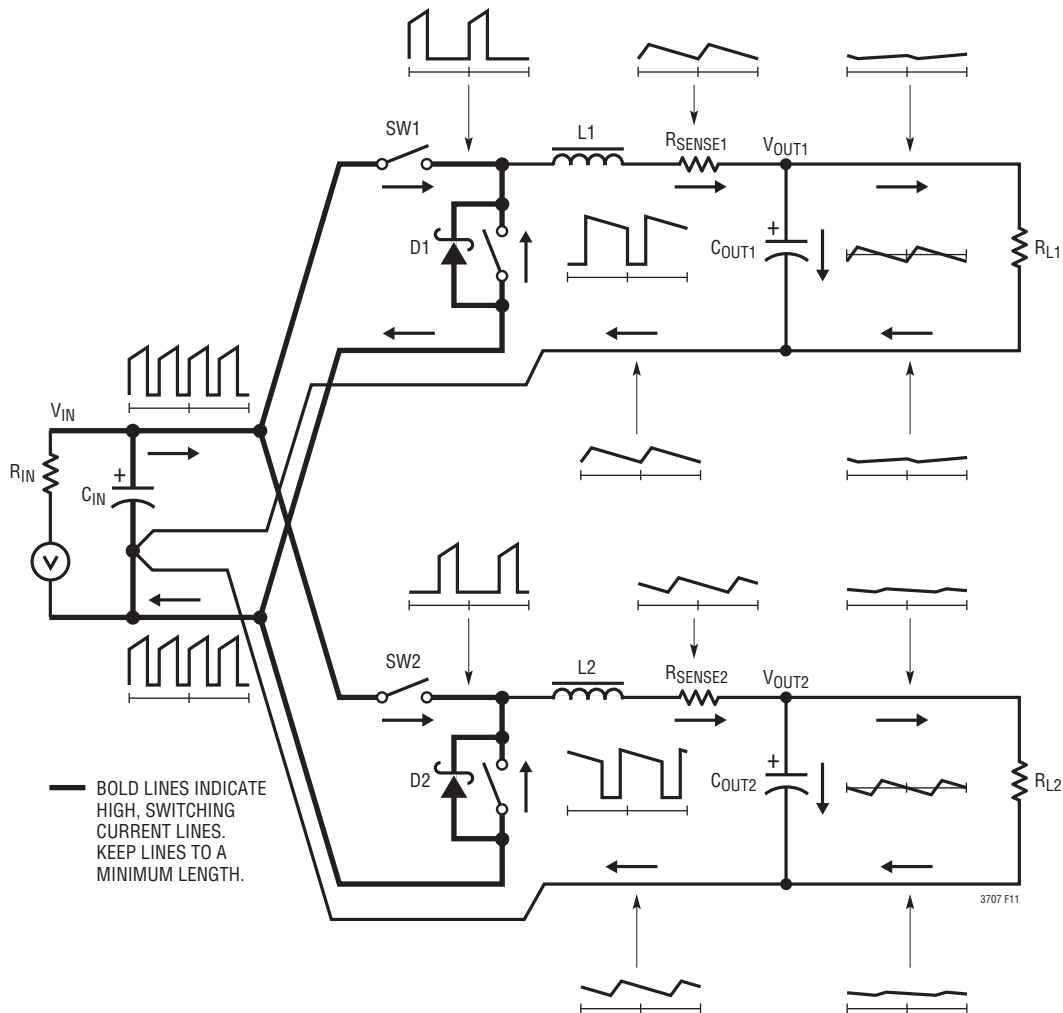 SW1
L1
RSENSE1
VOUT1
D1
COUT1
RL1
VIN
RIN
CIN
+
+
V
SW2
L2
RSENSE2
VOUT2
D2
COUT2
+
RL2
BOLD LINES INDICATE
HIGH, SWITCHING
CURRENT LINES.
KEEP LINES TO A
MINIMUM LENGTH.
3707 F11